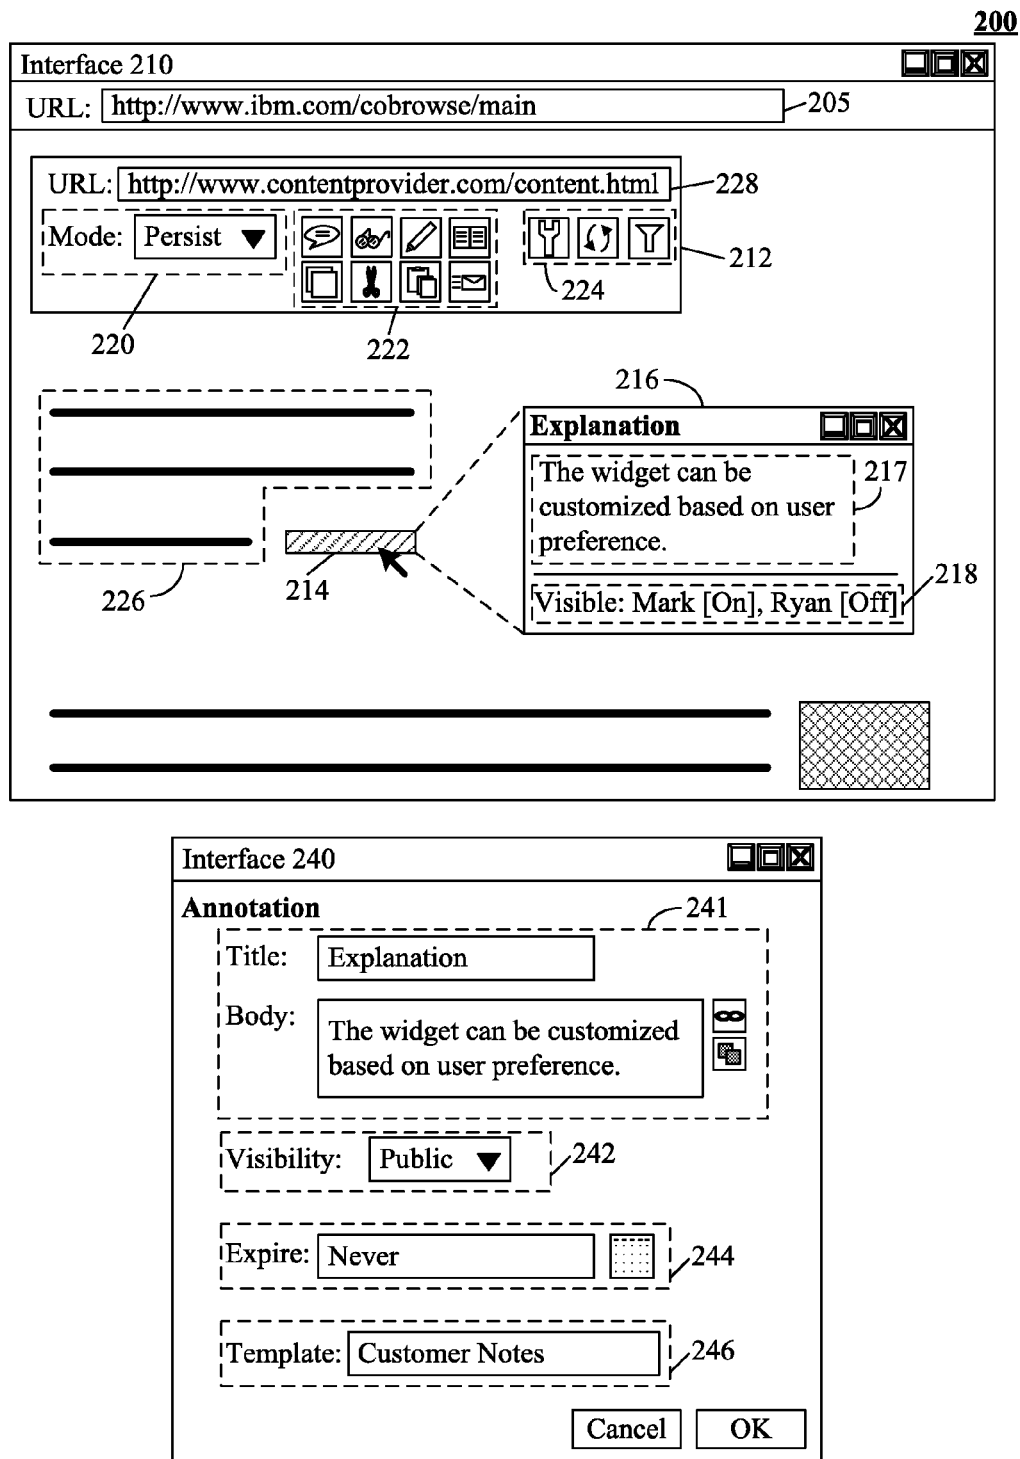 200
Interface 210
URL: http://www.ibm.com/cobrowse/main
205
URL: http://www.contentprovider.com/content.html
228
Mode: Persist
212
224
220
222
216
Explanation
The widget can be
customized based on user
preference.
217
214
226
218
Visible: Mark [On], Ryan [Off]
Interface 240
Annotation
241
Title: Explanation
Body: The widget can be customized
based on user preference.
Visibility: Public
242
Expire: Never
244
Template: Customer Notes
246
Cancel OK